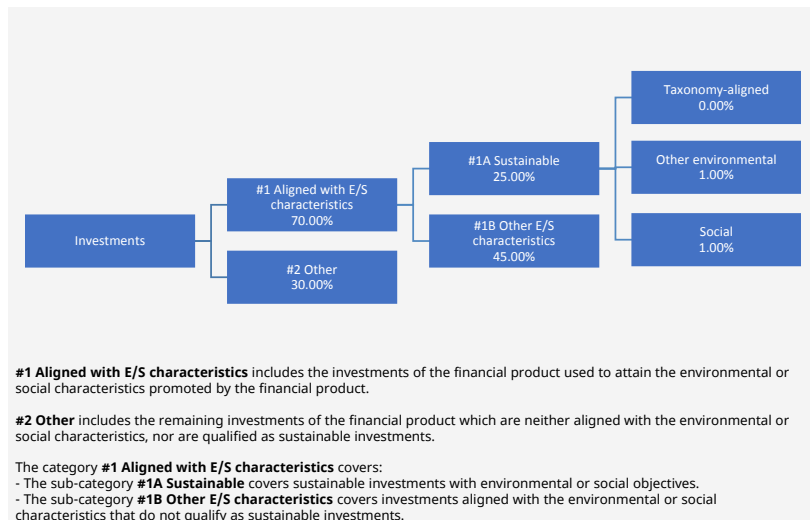 Taxonomy-aligned
0.00%
#1A Sustainable
25.00%
Other environmental
1.00%
#1 Aligned with E/S
characteristics
70.00%
#1B Other E/S
characteristics
45.00%
Social
1.00%
Investments
#2 Other
30.00%
#1 Aligned with E/S characteristics includes the investments of the financial product used to attain the environmental or
social characteristics promoted by the financial product.
#2 Other includes the remaining investments of the financial product which are neither aligned with the environmental or
social characteristics, nor are qualified as sustainable investments.
The category #1 Aligned with E/S characteristics covers:
- The sub-category #1A Sustainable covers sustainable investments with environmental or social objectives.
- The sub-category #1B Other E/S characteristics covers investments aligned with the environmental or social
characteristics that do not qualify as sustainable investments.